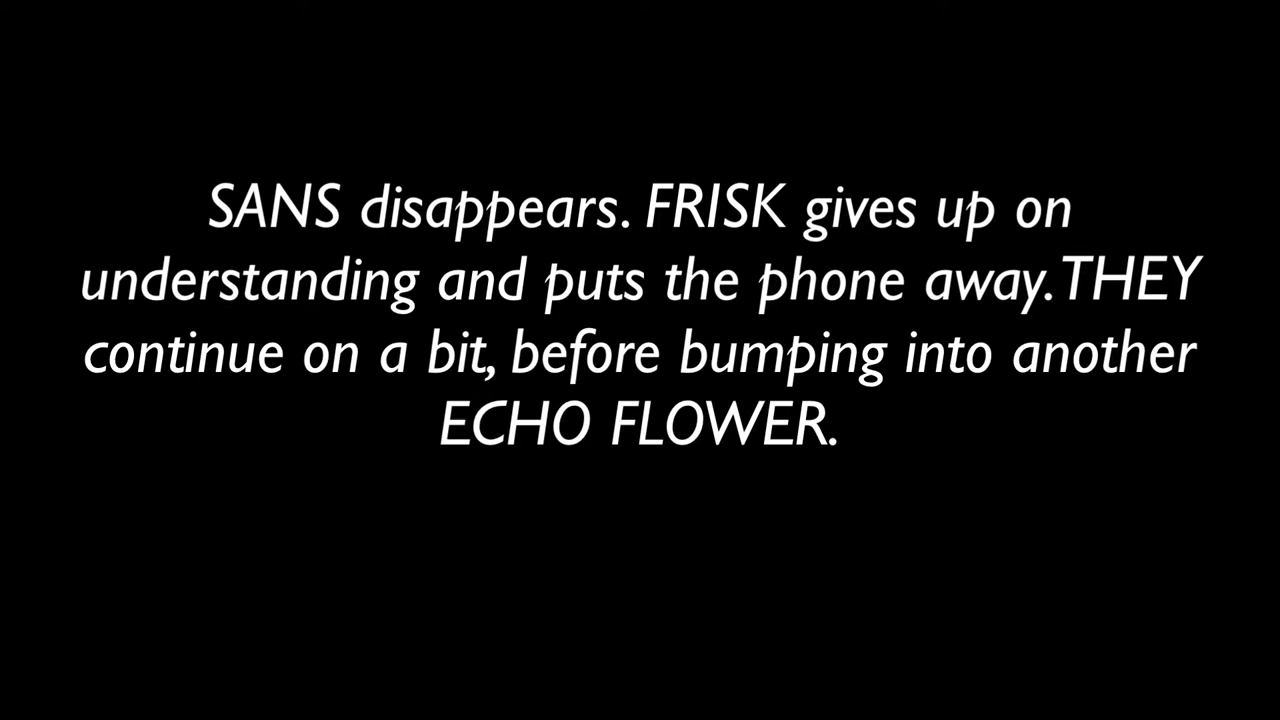 SANS disappears. FRISK gives up on
understanding and puts the phone away. THEY
continue on a bit, before bumping into another
ECHO FLOWER.